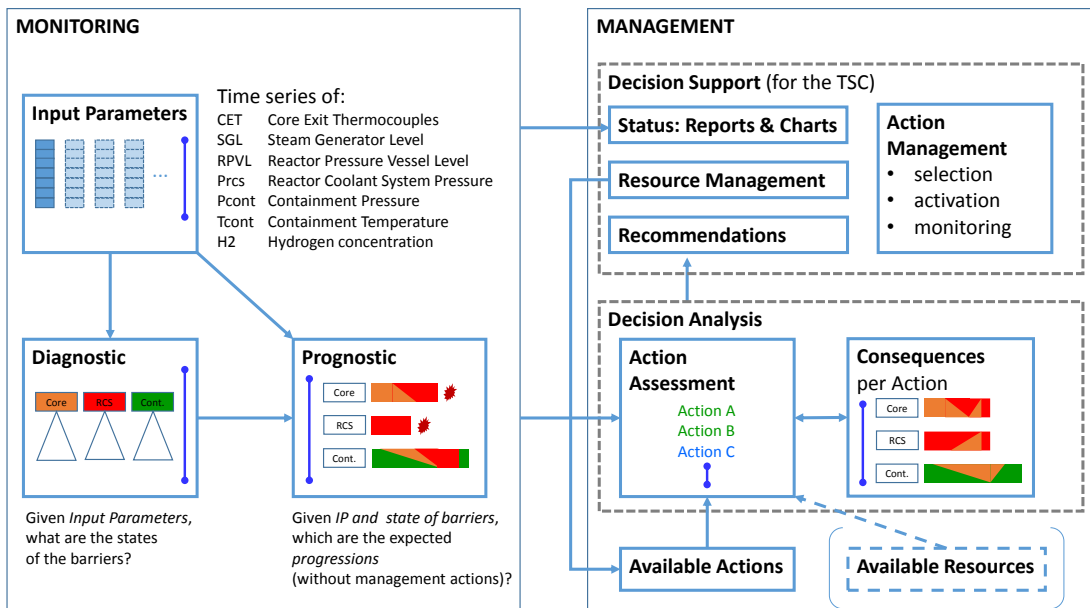 MONITORING
Input Parameters
...
Time series of:
CET Core Exit Thermocouples
SGL Steam Generator Level
RPVL Reactor Pressure Vessel Level
Prcs Reactor Coolant System Pressure
Pcont Containment Pressure
Tcont Containment Temperature
H2 Hydrogen concentration
Diagnostic
Core RCS Cont.
Given Input Parameters,
what are the states
of the barriers?
Prognostic
Core
RCS
Cont.
Given IP and state of barriers,
which are the expected
progressions
(without management actions)?
MANAGEMENT
Decision Support (for the TSC)
Status: Reports & Charts
Resource Management
Recommendations
Action
Management
• selection
• activation
• monitoring
Decision Analysis
Action
Assessment
Action A
Action B
Action C
Consequences
per Action
Core
RCS
Cont.
Available Actions
Available Resources